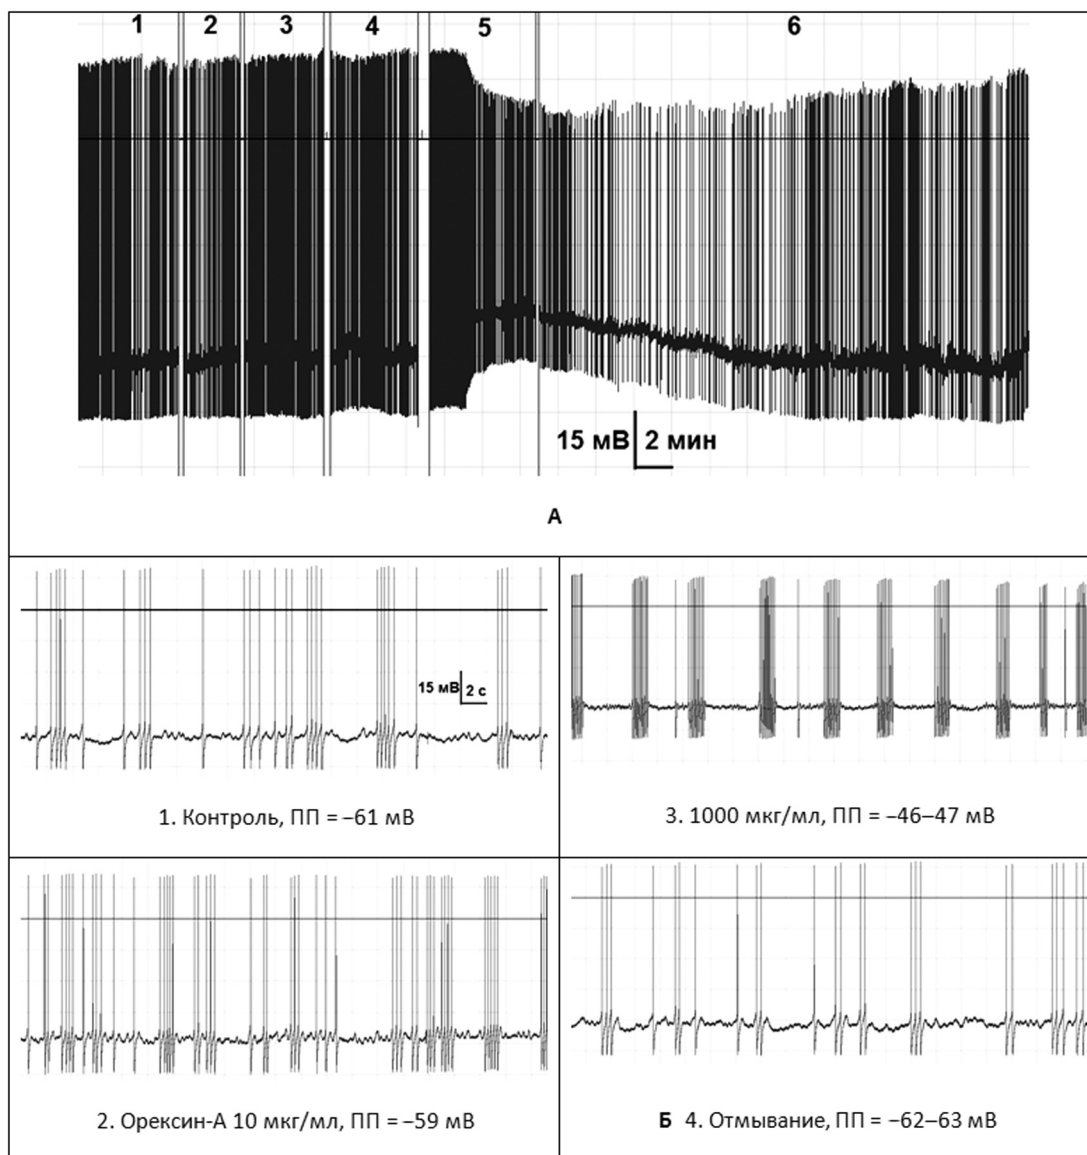 1 2 3 4 5 6
15 мВ 2 мин
А
15 мВ 2 с
1. Контроль, ПП = −61 мВ
3. 1000 мкг/мл, ПП = −46–47 мВ
2. Орексин-А 10 мкг/мл, ПП = −59 мВ
Б 4. Отмывание, ПП = −62–63 мВ